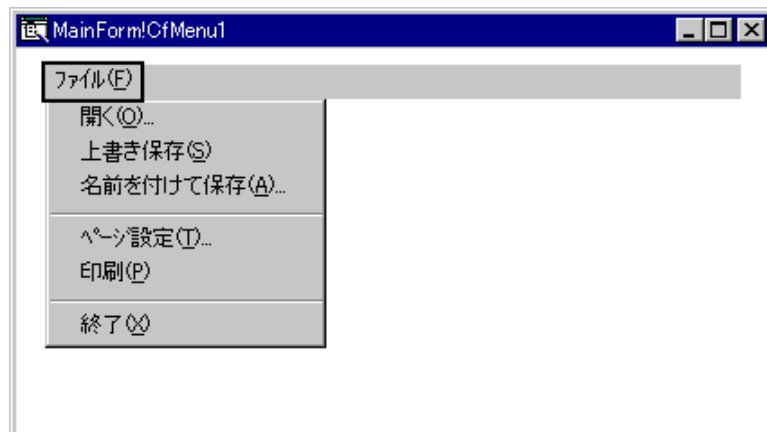 MainForm!CfMenu1
ﾌｧｲﾙ(F)
開く(O)...
上書き保存(S)
名前を付けて保存(A)...
ﾍﾟｰｼﾞ設定(T)...
印刷(P)
終了(X)